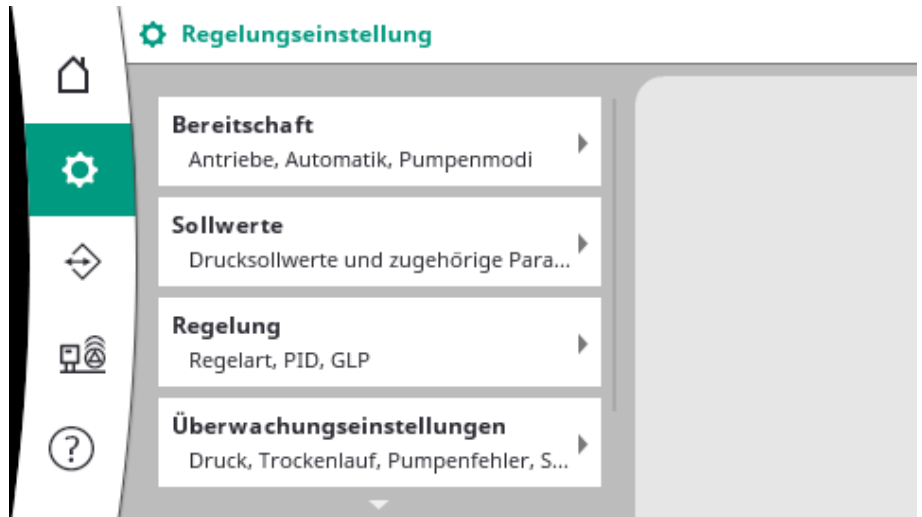 Regelungseinstellung
Bereitschaft
Antriebe, Automatik, Pumpenmodi
Sollwerte
Drucksollwerte und zugehörige Para...
Regelung
Regelart, PID, GLP
Überwachungseinstellungen
Druck, Trockenlauf, Pumpenfehler, S...
?